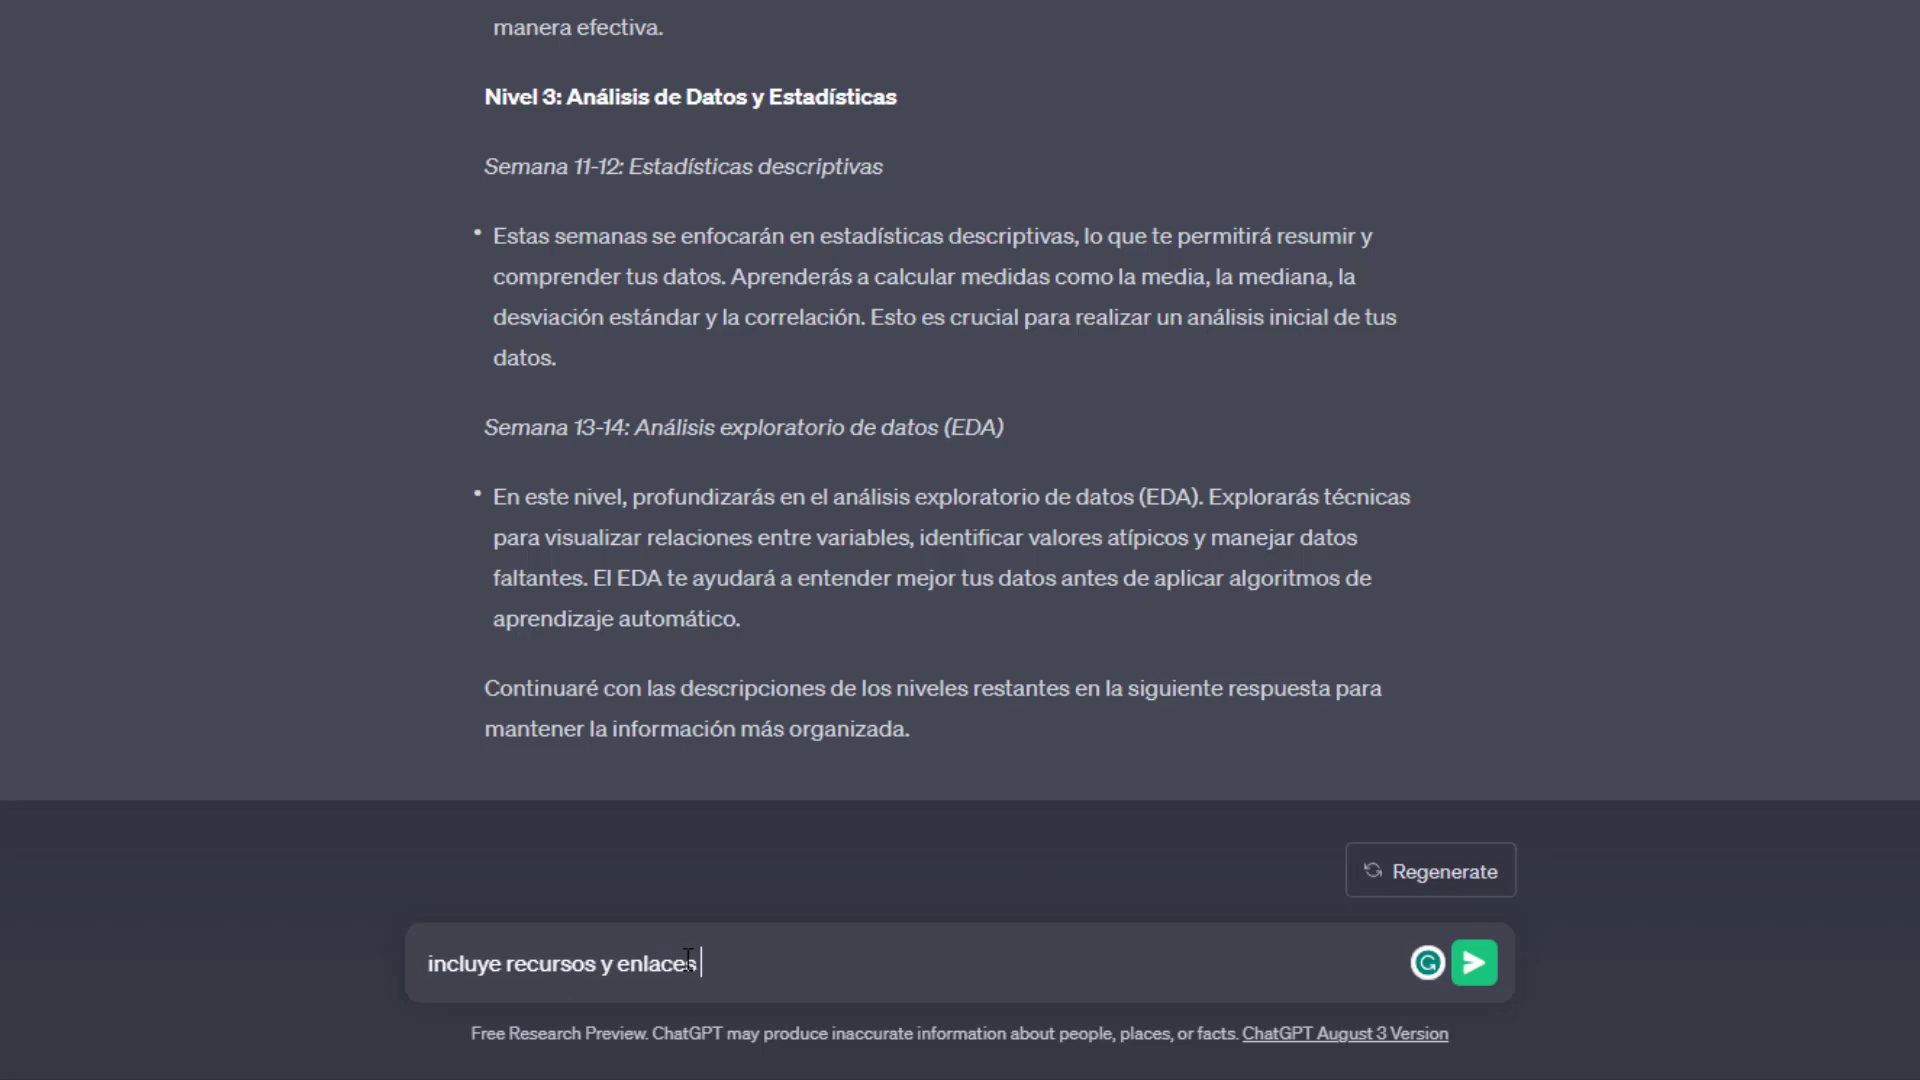 manera efectiva.
Nivel 3: Análisis de Datos y Estadísticas
Semana 11-12: Estadísticas descriptivas
• Estas semanas se enfocarán en estadísticas descriptivas, lo que te permitirá resumir y
comprender tus datos. Aprenderás a calcular medidas como la media, la mediana, la
desviación estándar y la correlación. Esto es crucial para realizar un análisis inicial de tus
datos.
Semana 13-14: Análisis exploratorio de datos (EDA)
• En este nivel, profundizarás en el análisis exploratorio de datos (EDA). Explorarás técnicas
para visualizar relaciones entre variables, identificar valores atípicos y manejar datos
faltantes. El EDA te ayudará a entender mejor tus datos antes de aplicar algoritmos de
aprendizaje automático.
Continuaré con las descripciones de los niveles restantes en la siguiente respuesta para
mantener la información más organizada.
Regenerate
incluye recursos y enlaces
Free Research Preview. ChatGPT may produce inaccurate information about people, places, or facts. ChatGPT August 3 Version